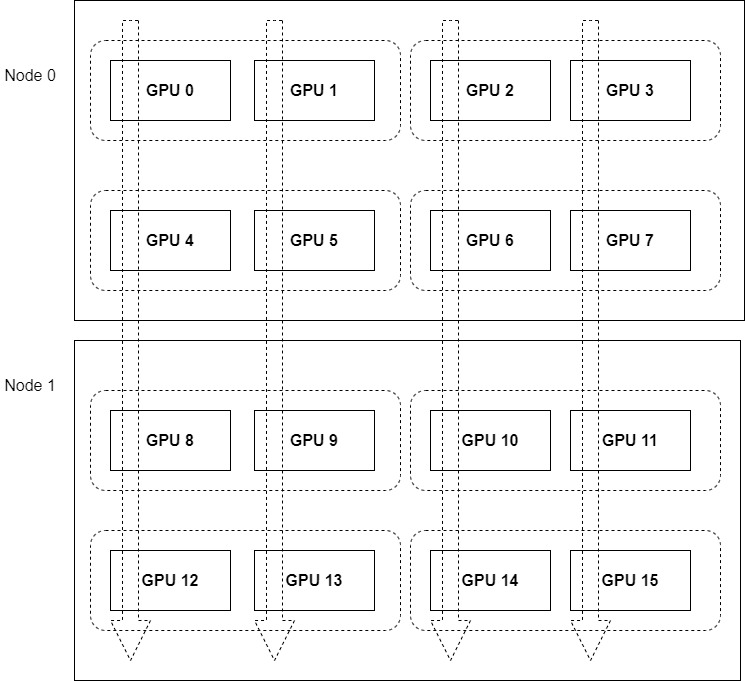 Node 0
GPU 0 GPU 1 GPU 2 GPU 3
GPU 4 GPU 5 GPU 6 GPU 7
Node 1
GPU 8 GPU 9 GPU 10 GPU 11
GPU 12 GPU 13 GPU 14 GPU 15